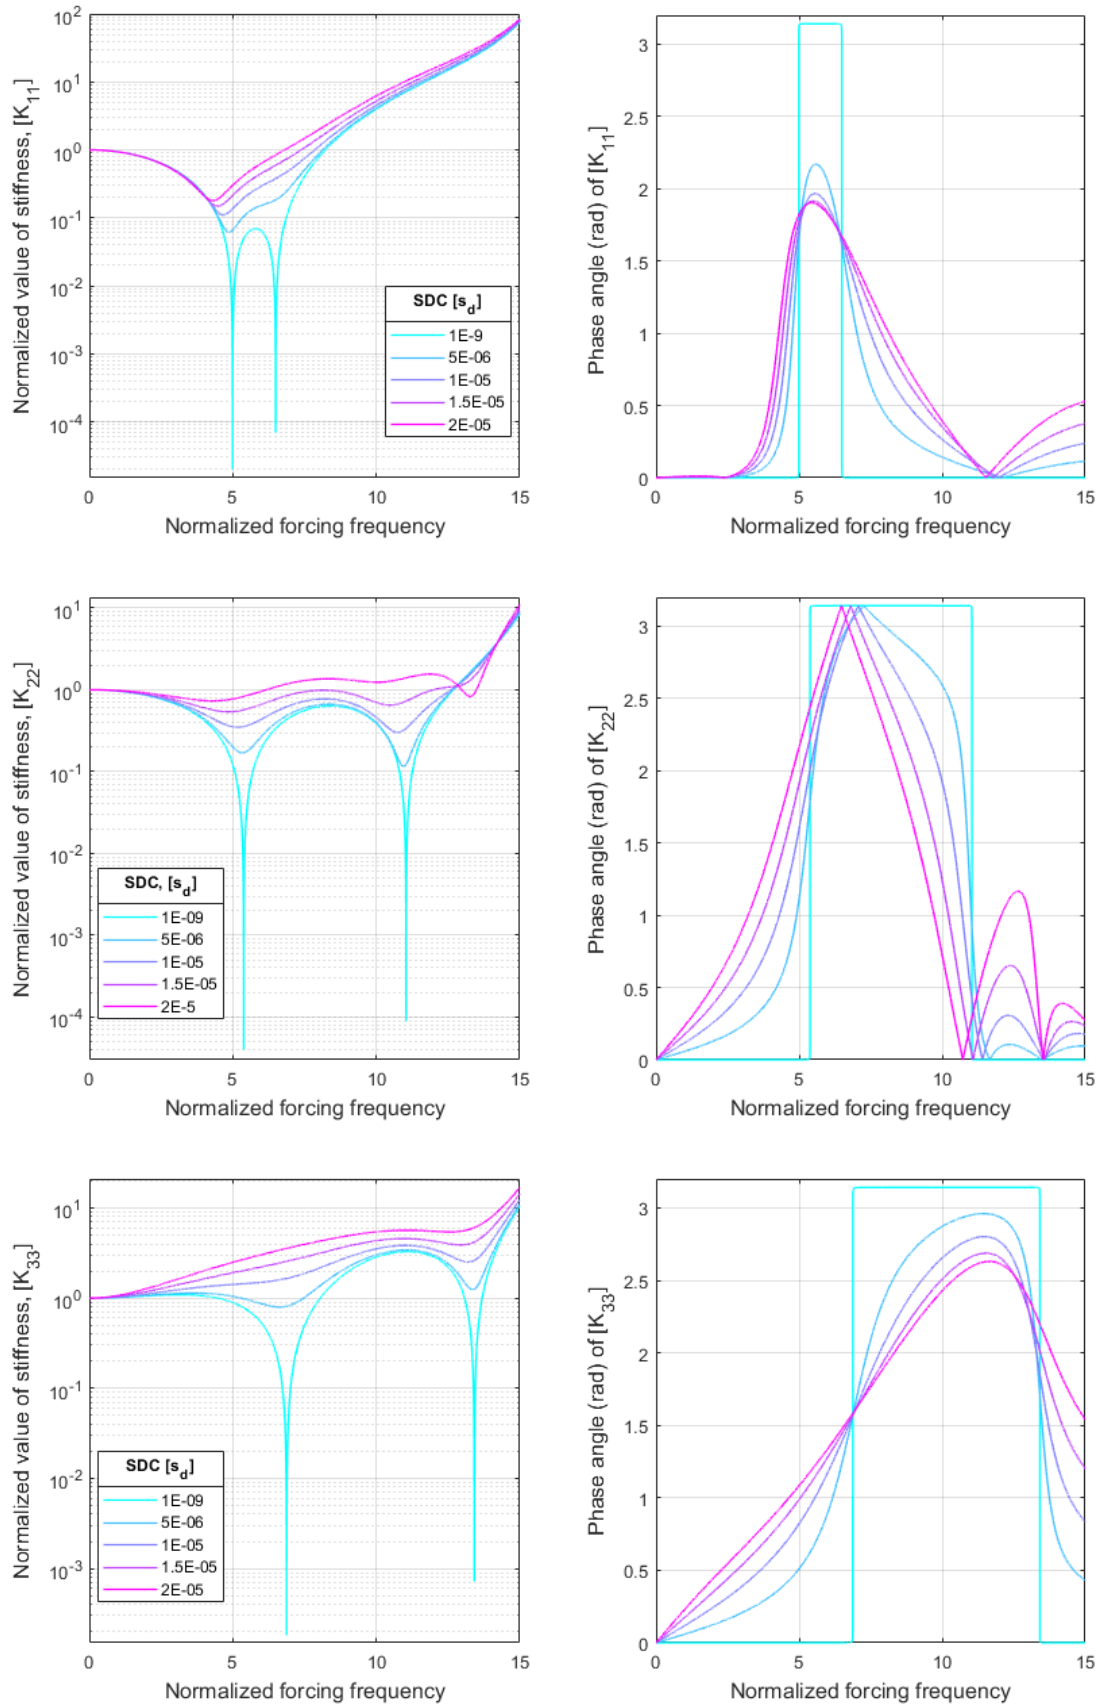 Normalized value of stiffness, [K11]
10^2
10^1
10^0
10^-1
10^-2
10^-3
10^-4
SDC [sd]
1E-9
5E-06
1E-05
1.5E-05
2E-05
0 5 10 15
Normalized forcing frequency
Phase angle (rad) of [K11]
3
2.5
2
1.5
1
0.5
0
0 5 10 15
Normalized forcing frequency
Normalized value of stiffness, [K22]
10^1
10^0
10^-1
10^-2
10^-3
10^-4
SDC, [sd]
1E-09
5E-06
1E-05
1.5E-05
2E-5
0 5 10 15
Normalized forcing frequency
Phase angle (rad) of [K22]
3
2.5
2
1.5
1
0.5
0
0 5 10 15
Normalized forcing frequency
Normalized value of stiffness, [K33]
10^1
10^0
10^-1
10^-2
10^-3
SDC [sd]
1E-09
5E-06
1E-05
1.5E-05
2E-05
0 5 10 15
Normalized forcing frequency
Phase angle (rad) of [K33]
3
2.5
2
1.5
1
0.5
0
0 5 10 15
Normalized forcing frequency